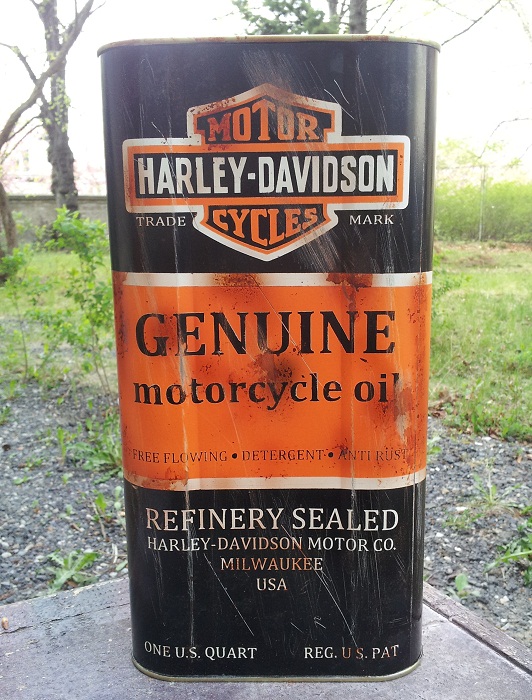 MOTOR
HARLEY-DAVIDSON
TRADE MARK
CYCLES
GENUINE
motorcycle oil
FREE FLOWING • DETERGENT • ANTI RUST
REFINERY SEALED
HARLEY-DAVIDSON MOTOR CO.
MILWAUKEE
USA
ONE U.S. QUART REG. U S. PAT